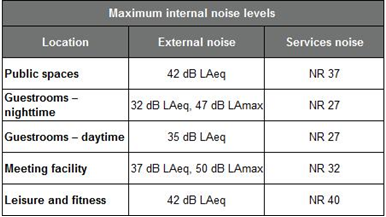 Maximum internal noise levels
Location External noise Services noise
Public spaces 42 dB LAeq NR 37
Guestrooms –
nighttime 32 dB LAeq, 47 dB LAmax NR 27
Guestrooms – daytime 35 dB LAeq NR 27
Meeting facility 37 dB LAeq, 50 dB LAmax NR 32
Leisure and fitness 42 dB LAeq NR 40